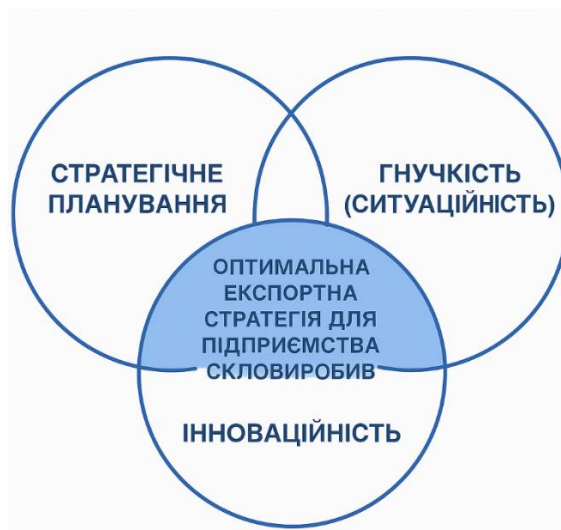 СТРАТЕГІЧНЕ
ПЛАНУВАННЯ
ГНУЧКІСТЬ
(СИТУАЦІЙНІСТЬ)
ОПТИМАЛЬНА
ЕКСПОРТНА
СТРАТЕГІЯ ДЛЯ
ПІДПРИЄМСТВА
СКЛОВИРОБИВ
ІННОВАЦІЙНІСТЬ